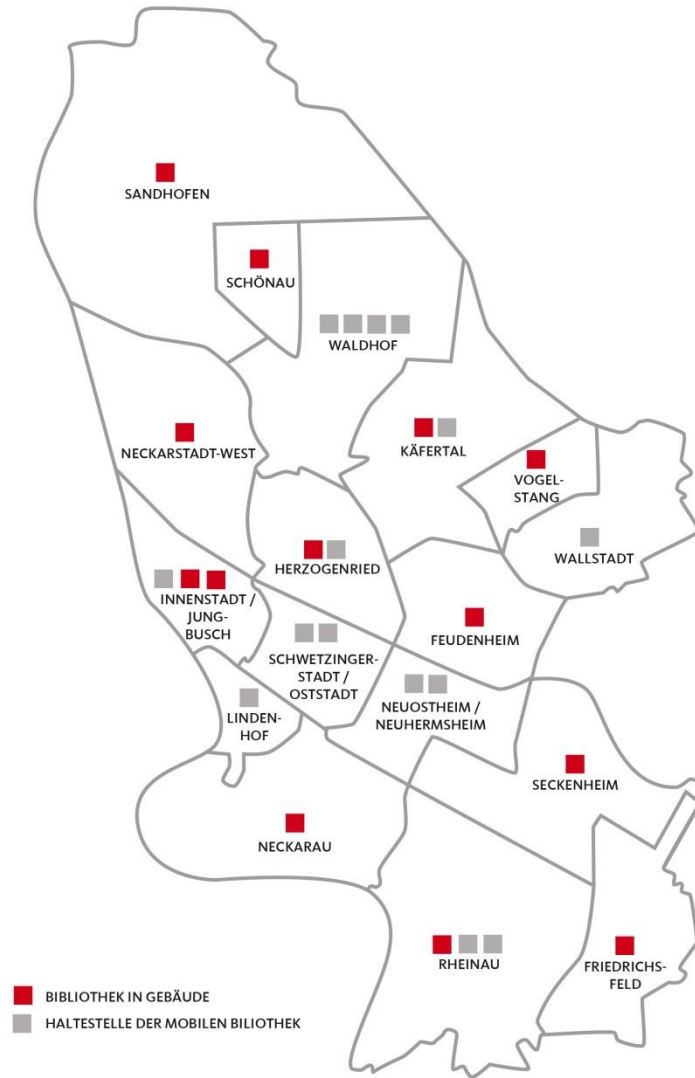 SANDHOFEN
SCHÖNAU
WALDHOF
NECKARSTADT-WEST
KÄFERTAL
VOGEL-
STANG
WALLSTADT
HERZOGENRIED
INNENSTADT /
JUNG-
BUSCH
FEUDENHEIM
SCHWETZINGER-
STADT /
OSTSTADT
LINDEN-
HOF
NEUOSTHEIM /
NEUHERMSHEIM
SECKENHEIM
NECKARAU
RHEINAU
FRIEDRICHS-
FELD
BIBLIOTHEK IN GEBÄUDE
HALTESTELLE DER MOBILEN BILIOTHEK